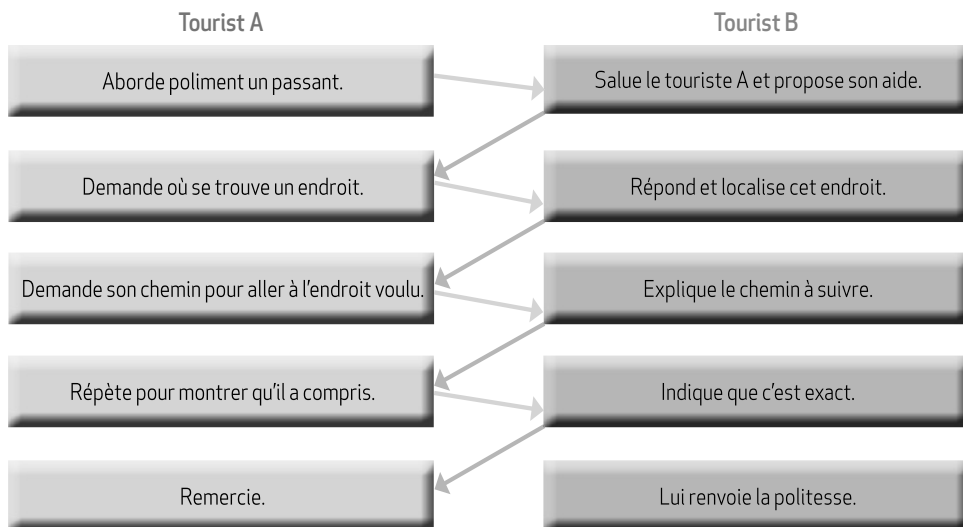 Tourist A
Tourist B
Aborde poliment un passant.
Salue le touriste A et propose son aide.
Demande où se trouve un endroit.
Répond et localise cet endroit.
Demande son chemin pour aller à l'endroit voulu.
Explique le chemin à suivre.
Répète pour montrer qu'il a compris.
Indique que c'est exact.
Remercie.
Lui renvoie la politesse.